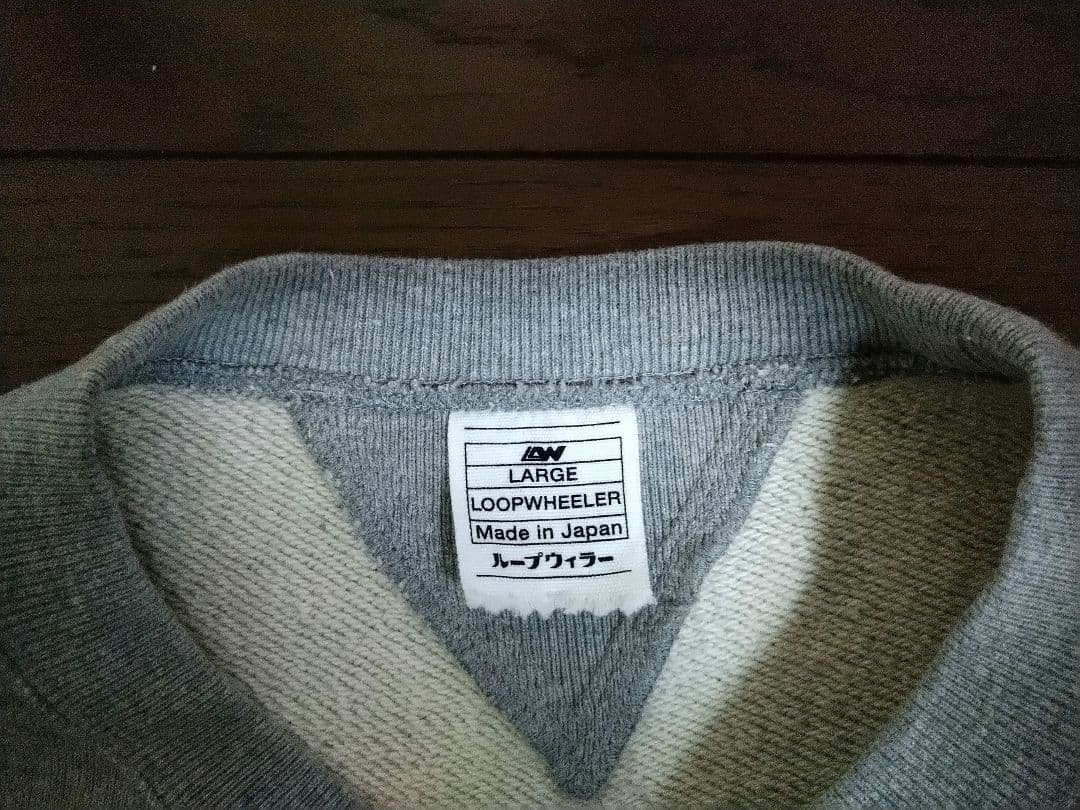 LW
LARGE
LOOPWHEELER
Made in Japan
ループウィラー